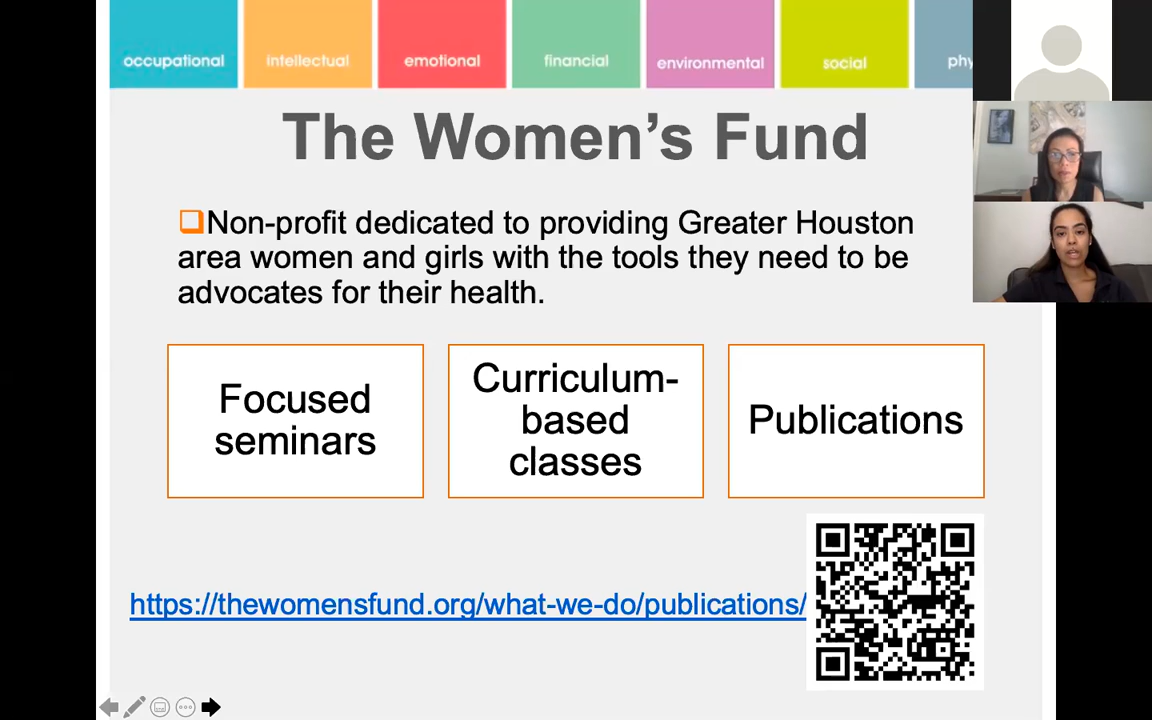 occupational intellectual emotional financial environmental social phy
The Women's Fund
Non-profit dedicated to providing Greater Houston
area women and girls with the tools they need to be
advocates for their health.
Focused
seminars
Curriculum-
based
classes
Publications
https://thewomensfund.org/what-we-do/publications/